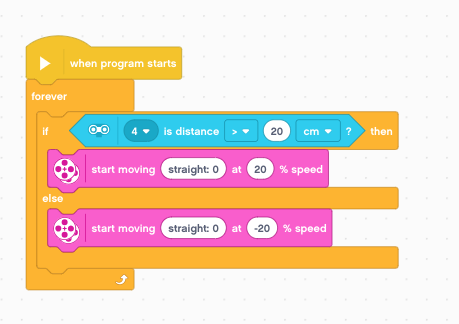 when program starts
forever
if 4 is distance > 20 cm ? then
start moving straight: 0 at 20 % speed
else
start moving straight: 0 at -20 % speed